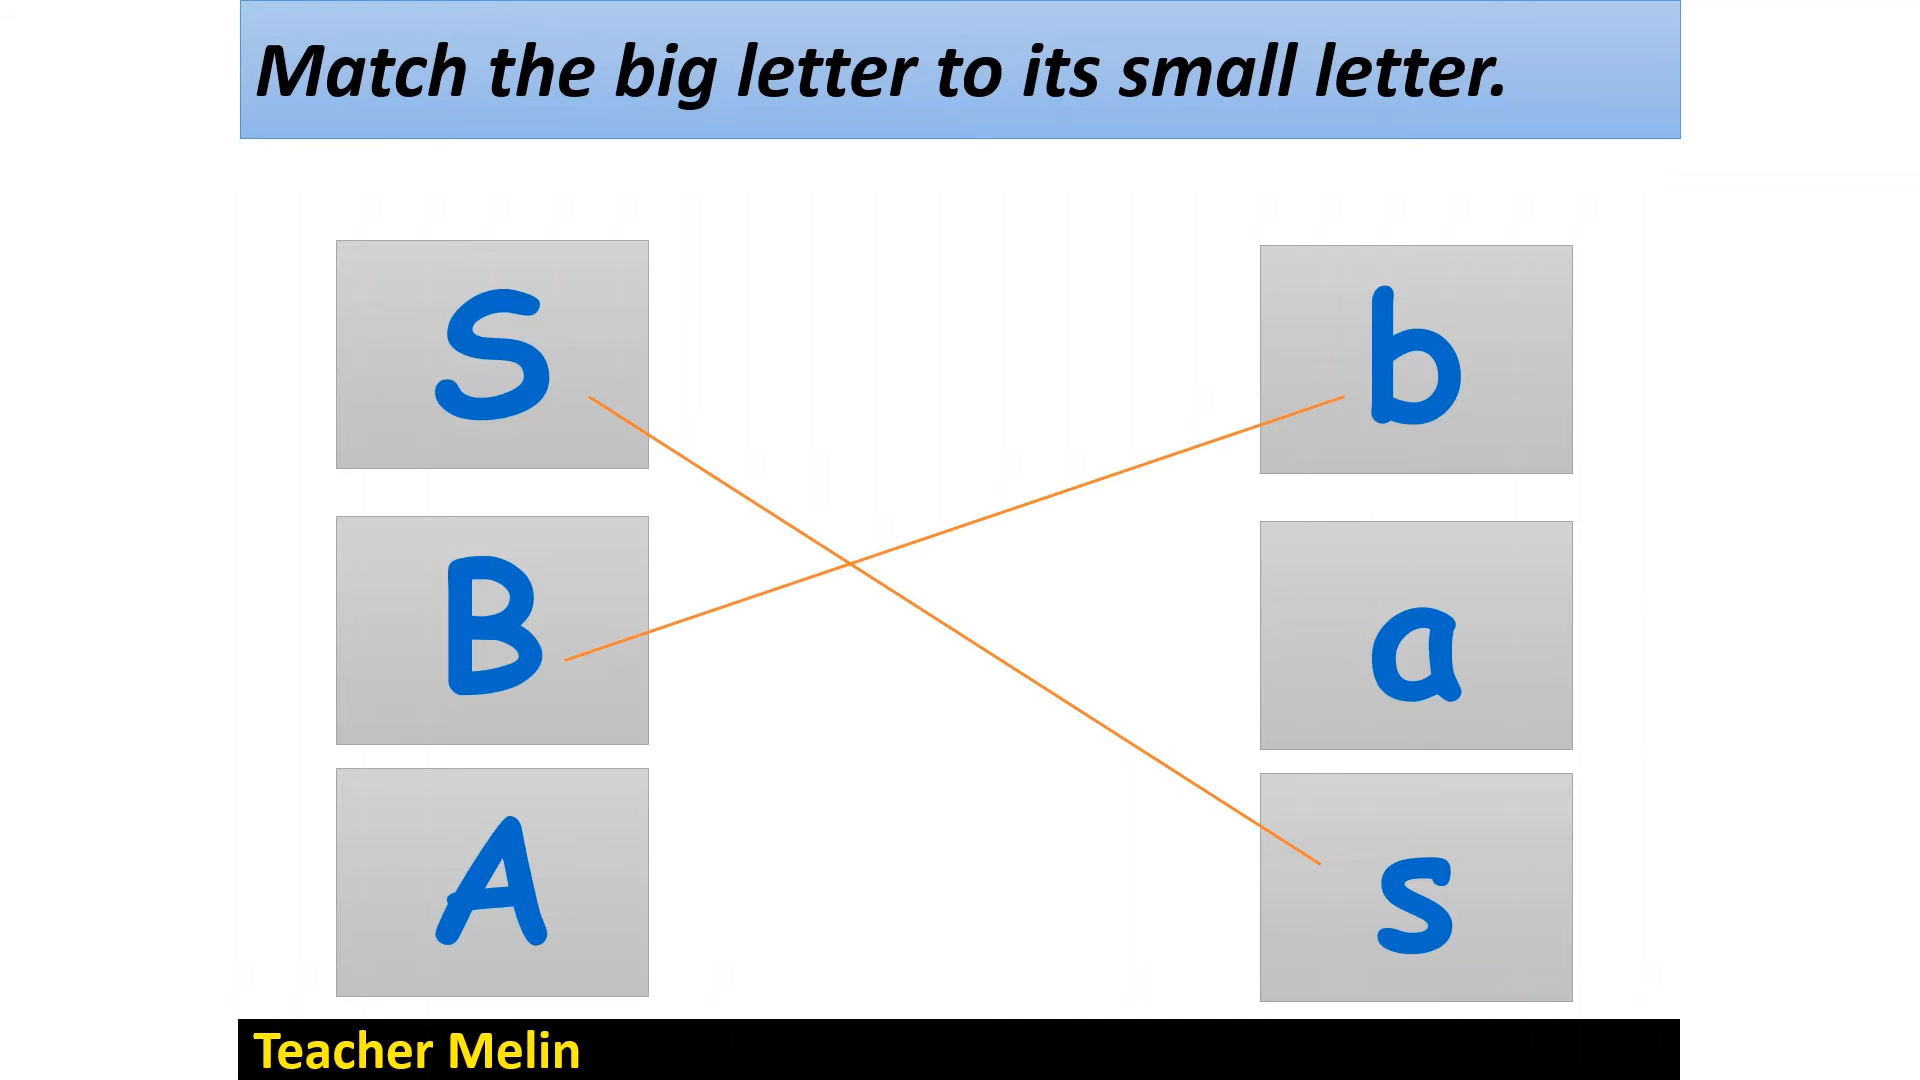 Match the big letter to its small letter.
S b
B a
A s
Teacher Melin